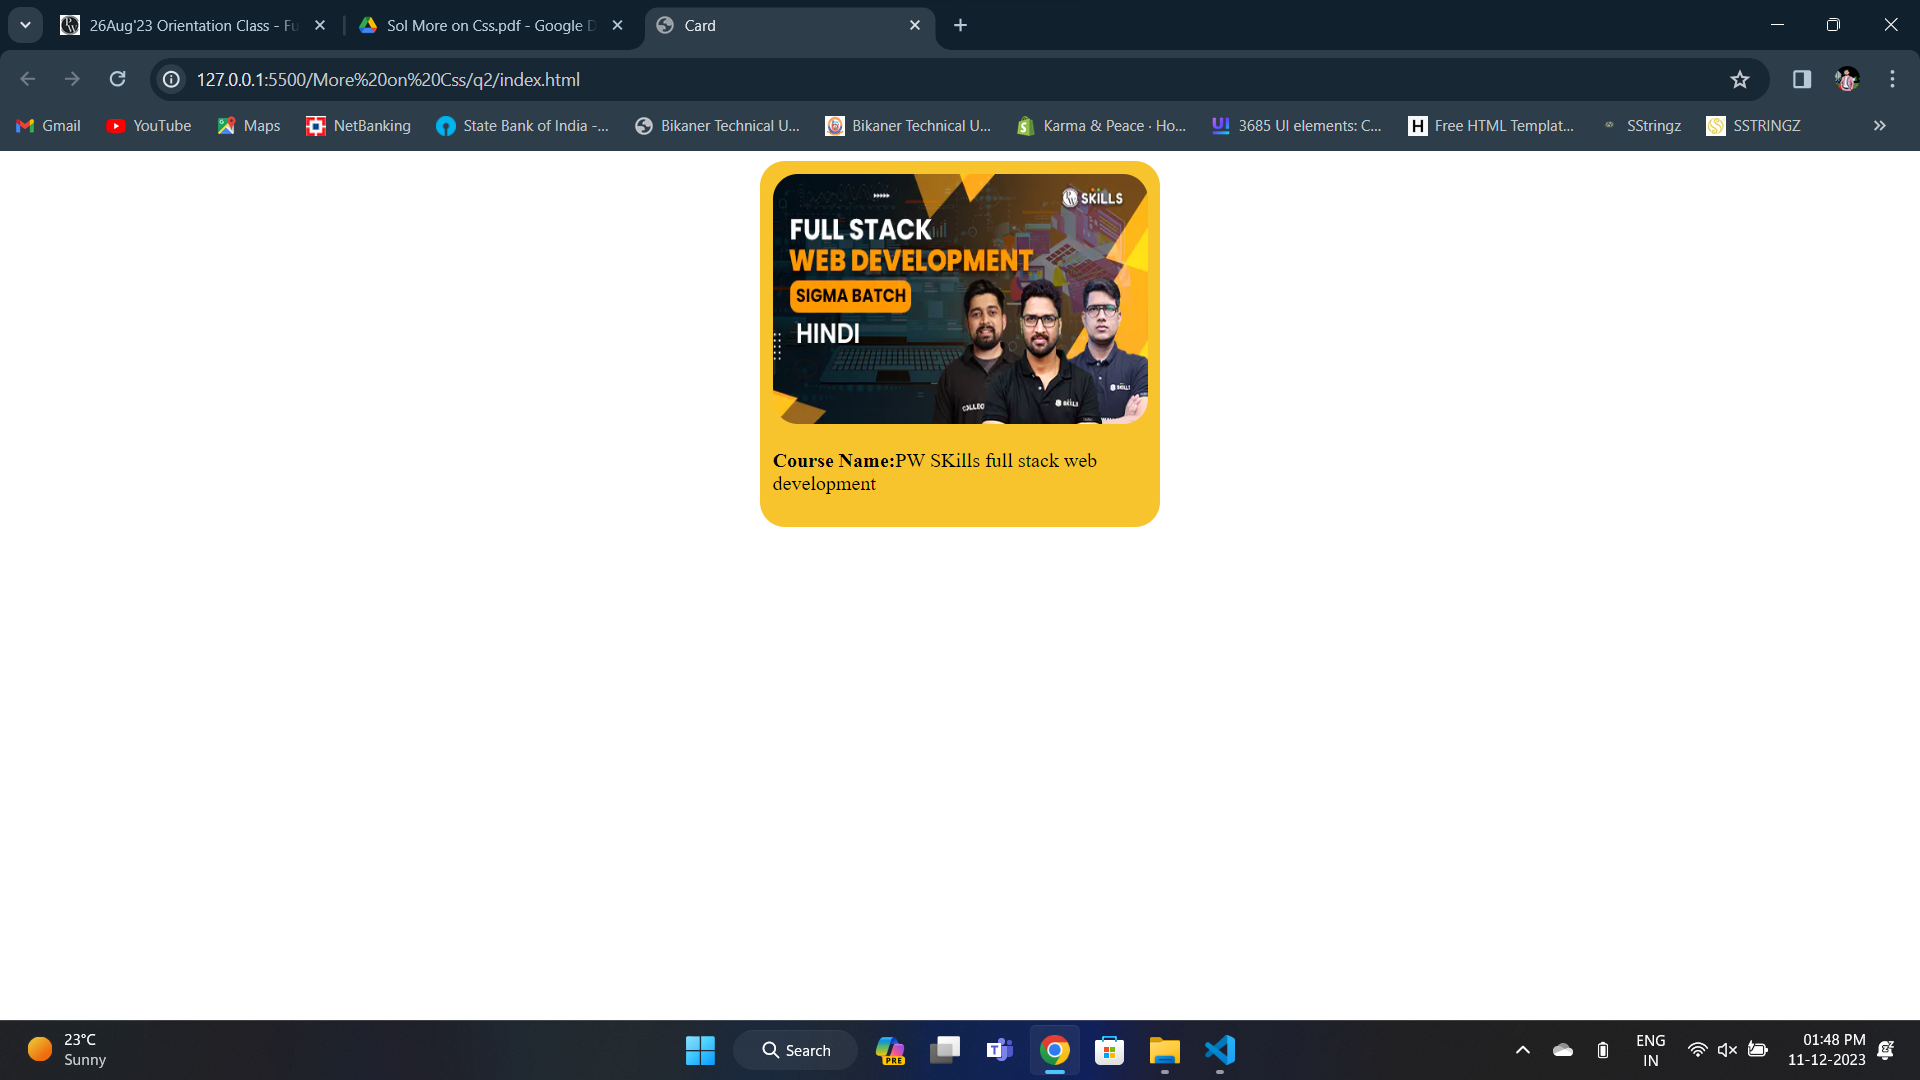 26Aug'23 Orientation Class - Fu
Sol More on Css.pdf - Google D
Card
127.0.0.1:5500/More%20on%20Css/q2/index.html
Gmail
YouTube
Maps
NetBanking
State Bank of India -...
Bikaner Technical U...
Bikaner Technical U...
Karma & Peace · Ho...
3685 UI elements: C...
Free HTML Templat...
SStringz
SSTRINGZ
SKILLS
FULL STACK
WEB DEVELOPMENT
SIGMA BATCH
HINDI
Course Name:PW SKills full stack web
development
23°C
Sunny
Search
PRE
ENG
IN
01:48 PM
11-12-2023